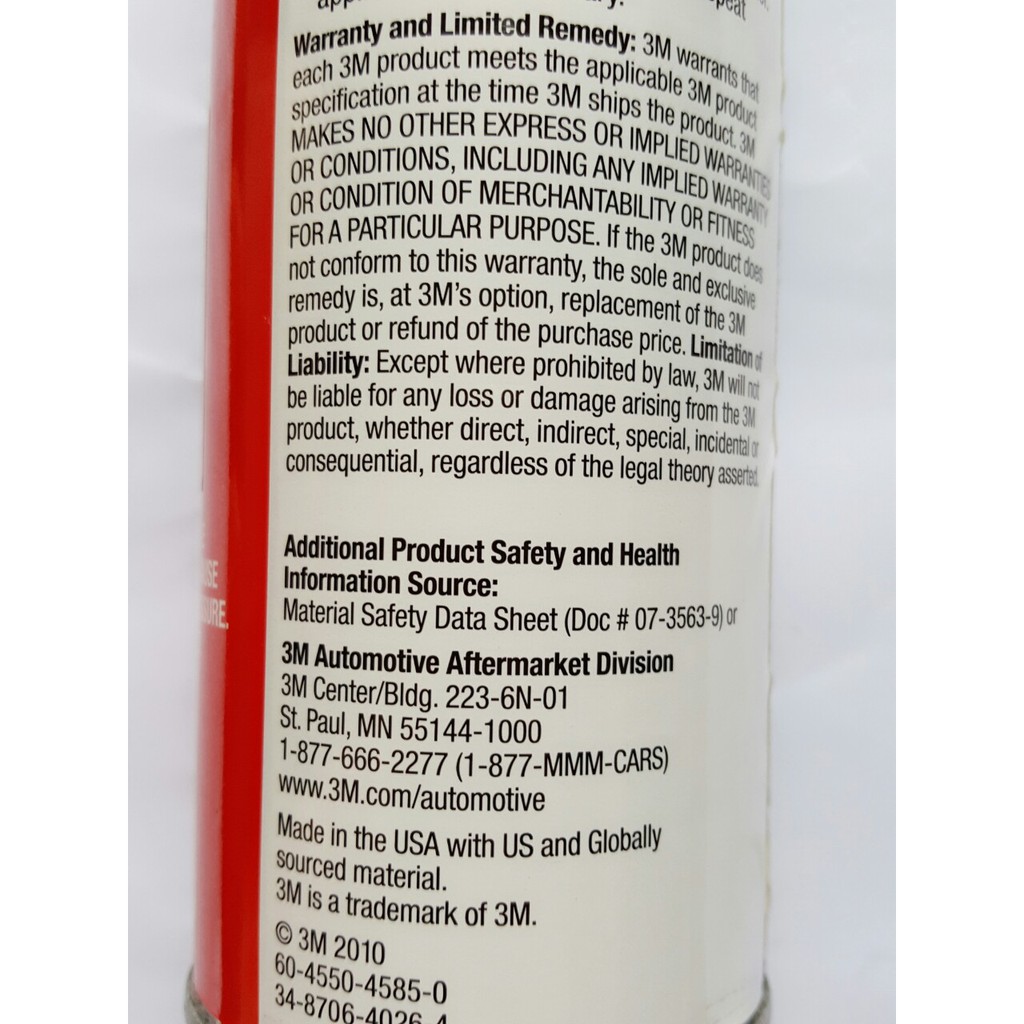 Warranty and Limited Remedy: 3M warrants that
each 3M product meets the applicable 3M product
specification at the time 3M ships the product. 3M
MAKES NO OTHER EXPRESS OR IMPLIED WARRANTIES
OR CONDITIONS, INCLUDING ANY IMPLIED WARRANTY
OR CONDITION OF MERCHANTABILITY OR FITNESS
FOR A PARTICULAR PURPOSE. If the 3M product does
not conform to this warranty, the sole and exclusive
remedy is, at 3M's option, replacement of the 3M
product or refund of the purchase price. Limitation of
Liability: Except where prohibited by law, 3M will not
be liable for any loss or damage arising from the 3M
product, whether direct, indirect, special, incidental or
consequential, regardless of the legal theory asserted.
Additional Product Safety and Health
Information Source:
Material Safety Data Sheet (Doc # 07-3563-9) or
3M Automotive Aftermarket Division
3M Center/Bldg. 223-6N-01
St. Paul, MN 55144-1000
1-877-666-2277 (1-877-MMM-CARS)
www.3M.com/automotive
Made in the USA with US and Globally
sourced material.
3M is a trademark of 3M.
© 3M 2010
60-4550-4585-0
34-8706-4026-4